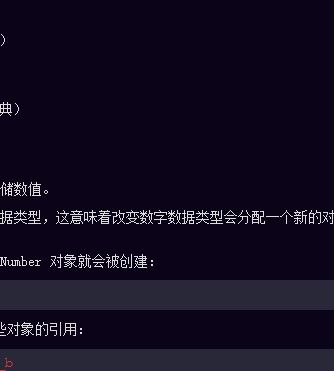 )
典)
储数值。
据类型，这意味着改变数字数据类型会分配一个新的对
Number 对象就会被创建:
些对象的引用:
_b